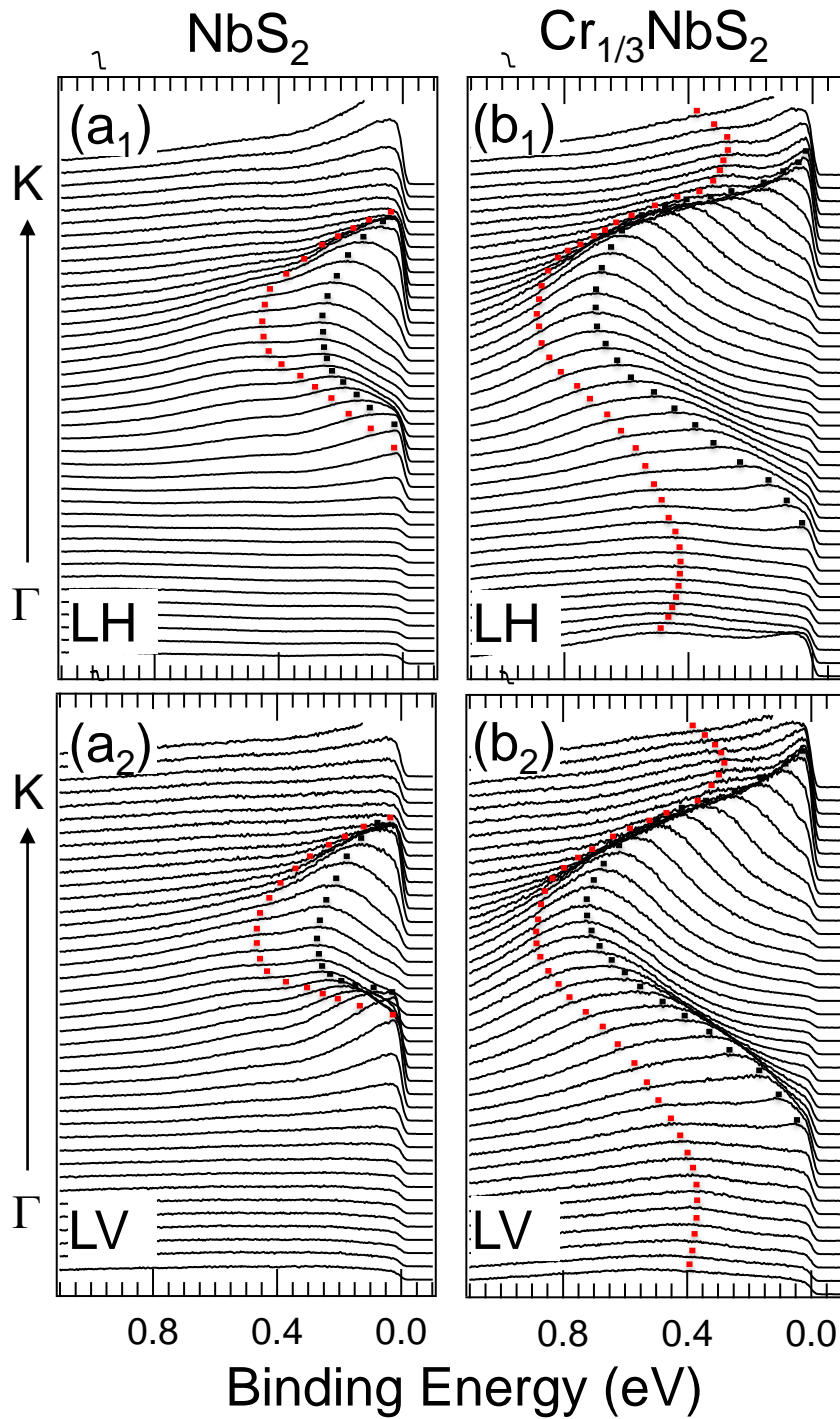 NbS₂ Cr₁/₃NbS₂
(a₁) (b₁)
K
Γ
LH LH
(a₂) (b₂)
K
Γ
LV LV
0.8 0.4 0.0 0.8 0.4 0.0
Binding Energy (eV)